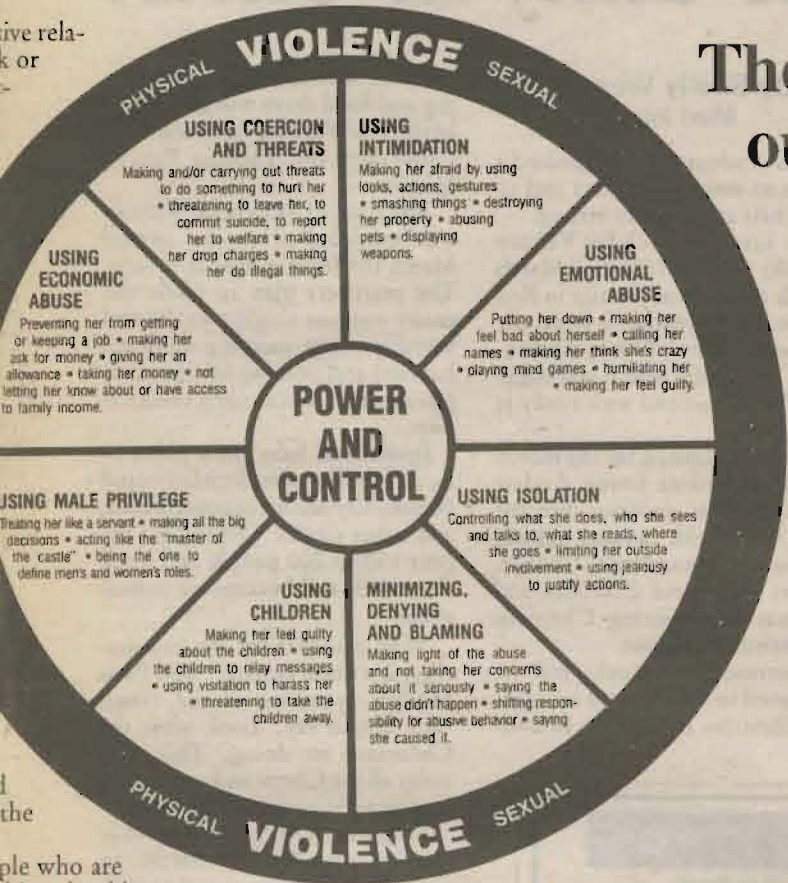 tive rela-
k or
The
PHYSICAL VIOLENCE SEXUAL
USING COERCION
AND THREATS
Making and/or carrying out threats
to do something to hurt her
• threatening to leave her, to
commit suicide, to report
her to welfare • making
her drop charges • making
her do illegal things.
USING
INTIMIDATION
Making her afraid by using
looks, actions, gestures
• smashing things • destroying
her property • abusing
pets • displaying
weapons.
USING
EMOTIONAL
ABUSE
Putting her down • making her
feel bad about herself • calling her
names • making her think she's crazy
• playing mind games • humiliating her
• making her feel guilty.
USING ISOLATION
Controlling what she does, who she sees
and talks to, what she reads, where
she goes • limiting her outside
involvement • using jealousy
to justify actions.
MINIMIZING,
DENYING
AND BLAMING
Making light of the abuse
and not taking her concerns
about it seriously • saying the
abuse didn't happen • shifting respon-
sibility for abusive behavior • saying
she caused it.
USING
CHILDREN
Making her feel guilty
about the children • using
the children to relay messages
• using visitation to harass her
• threatening to take the
children away.
USING MALE PRIVILEGE
Treating her like a servant • making all the big
decisions • acting like the "master of
the castle" • being the one to
define men's and women's roles.
USING
ECONOMIC
ABUSE
Preventing her from getting
or keeping a job • making her
ask for money • giving her an
allowance • taking her money • not
letting her know about or have access
to family income.
POWER
AND
CONTROL
PHYSICAL VIOLENCE SEXUAL
the
ple who are